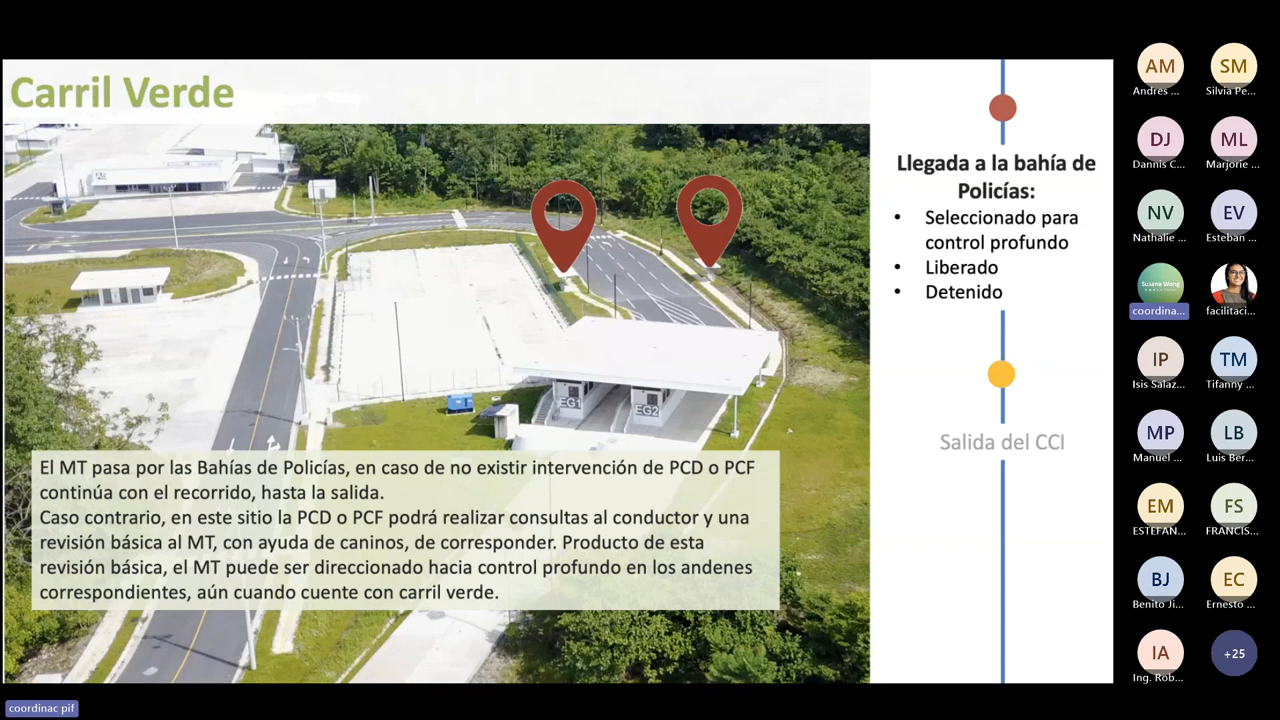 Carril Verde
EG1
EG2
El MT pasa por las Bahías de Policías, en caso de no existir intervención de PCD o PCF
continúa con el recorrido, hasta la salida.
Caso contrario, en este sitio la PCD o PCF podrá realizar consultas al conductor y una
revisión básica al MT, con ayuda de caninos, de corresponder. Producto de esta
revisión básica, el MT puede ser direccionado hacia control profundo en los andenes
correspondientes, aún cuando cuente con carril verde.
Llegada a la bahía de
Policías:
• Seleccionado para
control profundo
• Liberado
• Detenido
Salida del CCI
AM
Andres ...
SM
Silvia Pe...
DJ
Dannis C...
ML
Marjorie ...
NV
Nathalie ...
EV
Esteban ...
Susana Wong
coordina...
facilitaci...
IP
Isis Salaz...
TM
Tifanny ...
MP
Manuel ...
LB
Luis Ber...
EM
ESTEFAN...
FS
FRANCIS...
BJ
Benito Ji...
EC
Ernesto ...
IA
Ing. Rob...
+25
coordinac pif